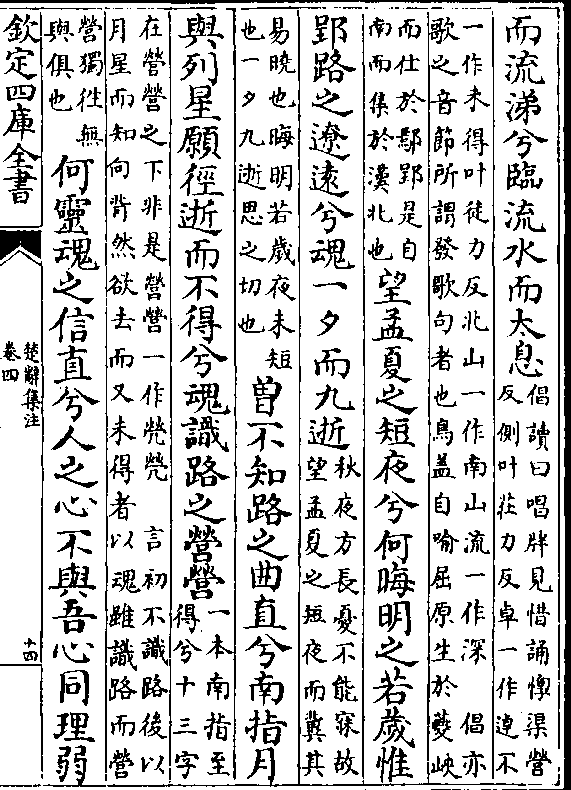 而流涕兮臨流水而太息
倡讀曰唱牉見惜誦惸渠營
反側叶莊力反卓一作逴不
一作未得叶徒力反北山一作南山流一作深　倡亦
歌之音節所謂發歌句者也鳥蓋自喻屈原生於夔峽
而仕於鄢郢是自
南而集於漢北也
望孟夏之短夜兮何晦明之若歲惟
郢路之遼遠兮魂一夕而九逝
秋夜方長憂不能寐故
望孟夏之短夜而冀其
易曉也晦明若歲夜未短
也一夕九逝思之切也
曽不知路之曲直兮南指月
與列星願徑逝而不得兮魂識路之營營
一本南指至
得兮十三字
在營營之下非是營營一作煢煢　言初不識路後以
月星而知向背然欲去而又未得者以魂雖識路而營
營獨往無
與俱也
何靈魂之信直兮人之心不與吾心同理弱
欽定四庫全書
楚辭集注
卷四
十四